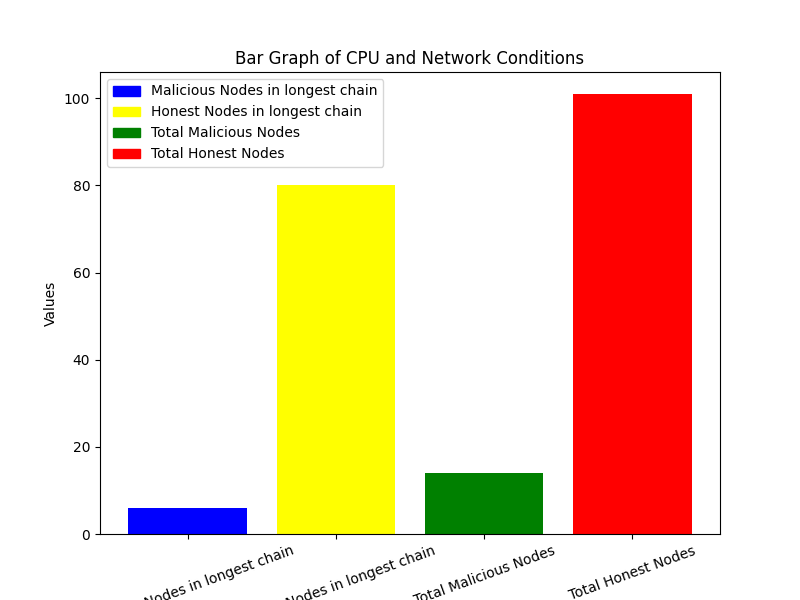 Bar Graph of CPU and Network Conditions
Malicious Nodes in longest chain
Honest Nodes in longest chain
Total Malicious Nodes
Total Honest Nodes
100
80
60
40
20
0
Values
Nodes in longest chain
Nodes in longest chain
Total Malicious Nodes
Total Honest Nodes